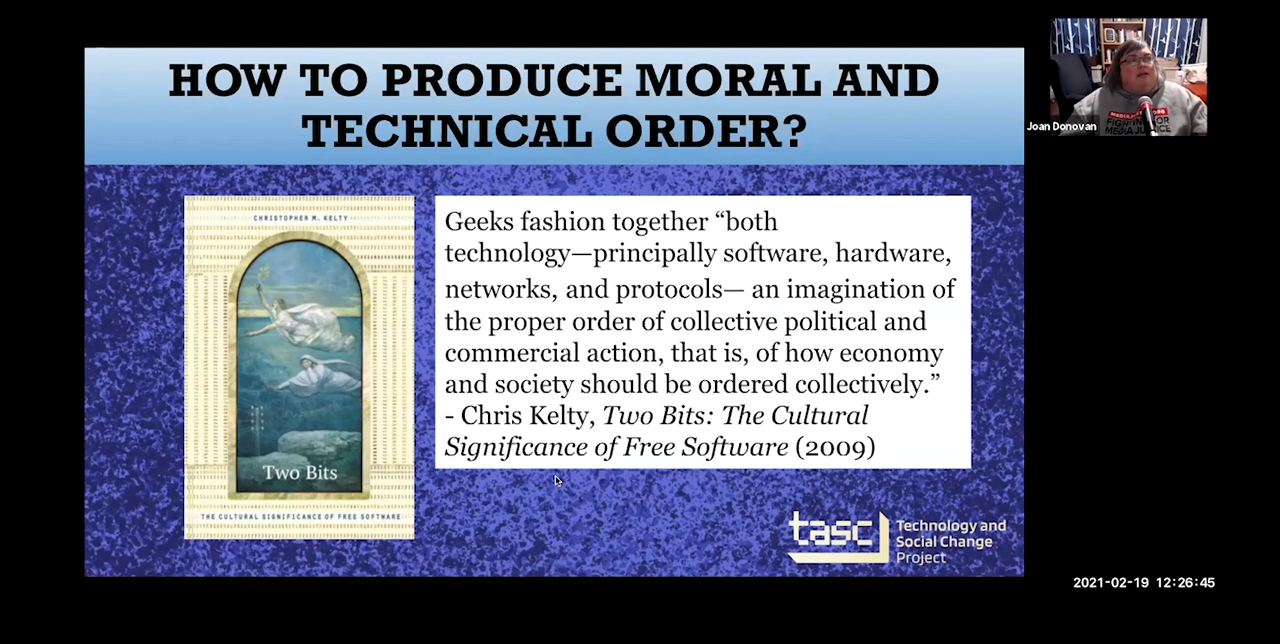 HOW TO PRODUCE MORAL AND
TECHNICAL ORDER?
CHRISTOPHER M. KELTY
Two Bits
THE CULTURAL SIGNIFICANCE OF FREE SOFTWARE
Geeks fashion together “both
technology—principally software, hardware,
networks, and protocols— an imagination of
the proper order of collective political and
commercial action, that is, of how economy
and society should be ordered collectively.”
- Chris Kelty, Two Bits: The Cultural
Significance of Free Software (2009)
tasc
Technology and
Social Change
Project
Joan Donovan
FIGHTING FOR
MEDIA JUSTICE
2021-02-19 12:26:45